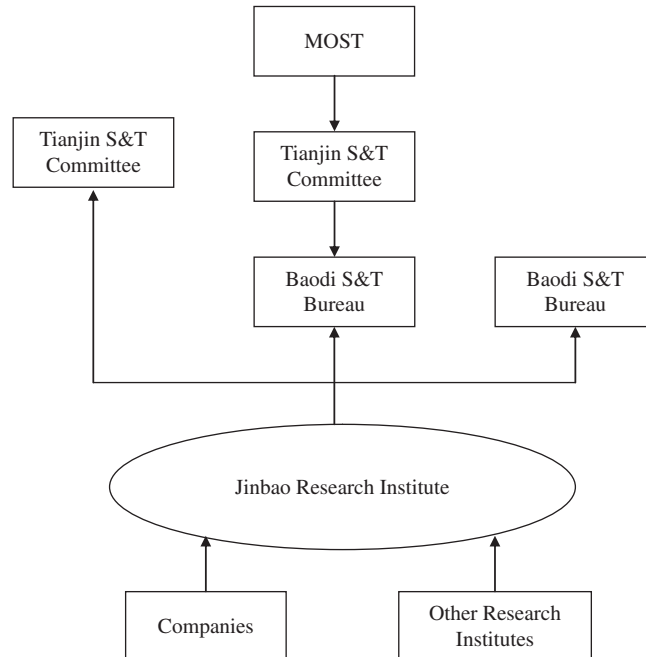 MOST
Tianjin S&T
Committee
Tianjin S&T
Committee
Baodi S&T
Bureau
Baodi S&T
Bureau
Jinbao Research Institute
Companies
Other Research
Institutes